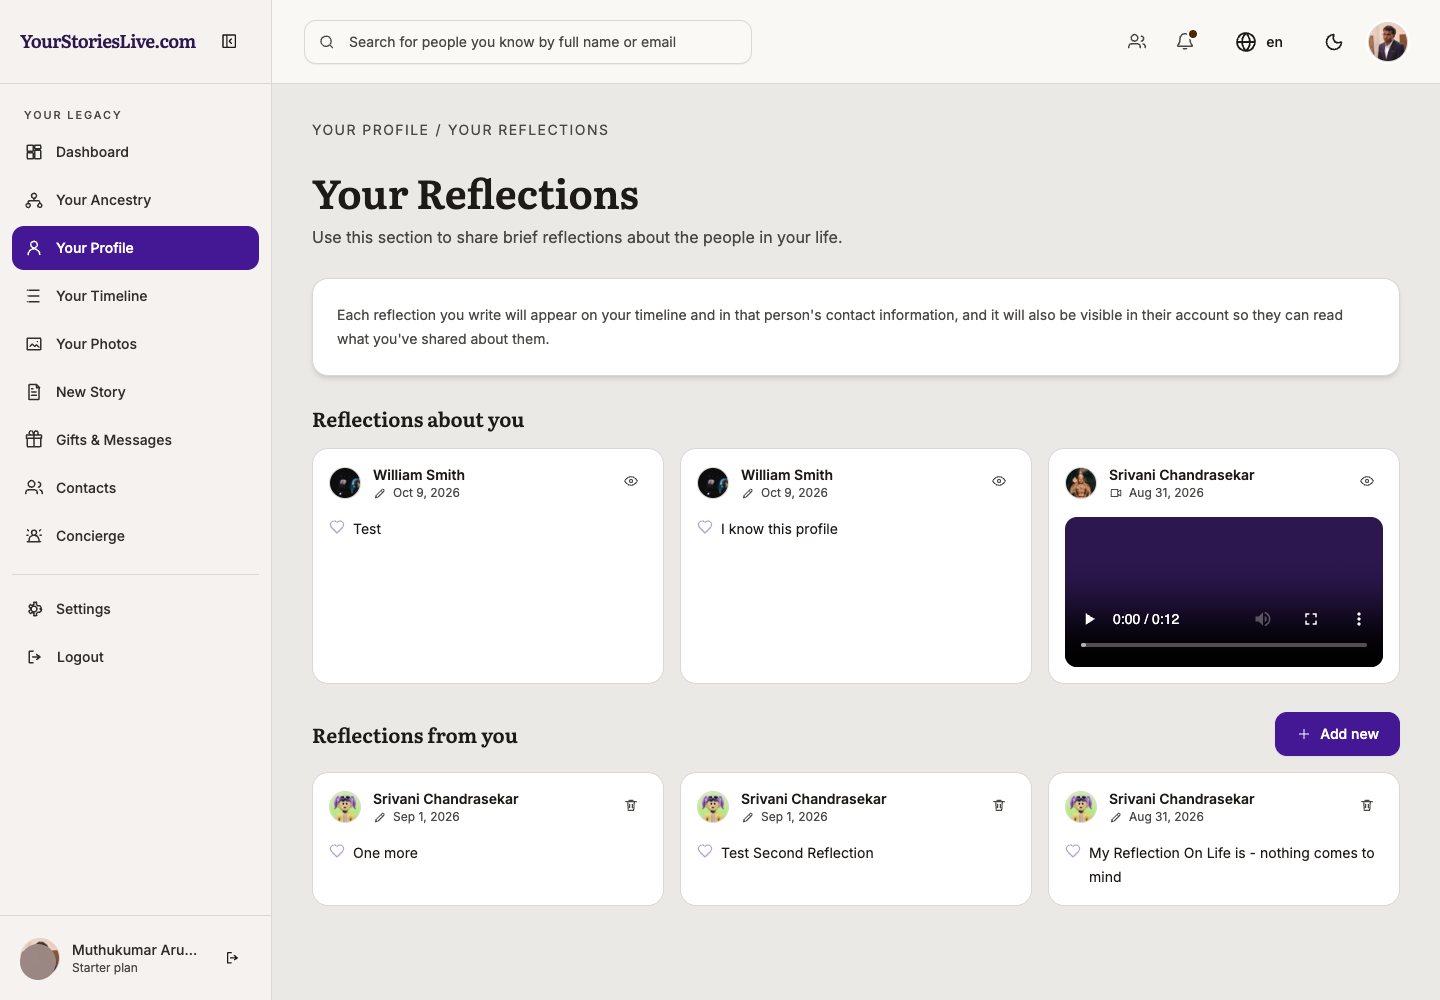 YourStoriesLive.com
Search for people you know by full name or email
en
YOUR LEGACY
Dashboard
Your Ancestry
Your Profile
Your Timeline
Your Photos
New Story
Gifts & Messages
Contacts
Concierge
Settings
Logout
Muthukumar Aru...
Starter plan
YOUR PROFILE / YOUR REFLECTIONS
Your Reflections
Use this section to share brief reflections about the people in your life.
Each reflection you write will appear on your timeline and in that person's contact information, and it will also be visible in their account so they can read
what you've shared about them.
Reflections about you
William Smith
Oct 9, 2026
Test
William Smith
Oct 9, 2026
I know this profile
Srivani Chandrasekar
Aug 31, 2026
0:00 / 0:12
Reflections from you
Add new
Srivani Chandrasekar
Sep 1, 2026
One more
Srivani Chandrasekar
Sep 1, 2026
Test Second Reflection
Srivani Chandrasekar
Aug 31, 2026
My Reflection On Life is - nothing comes to
mind